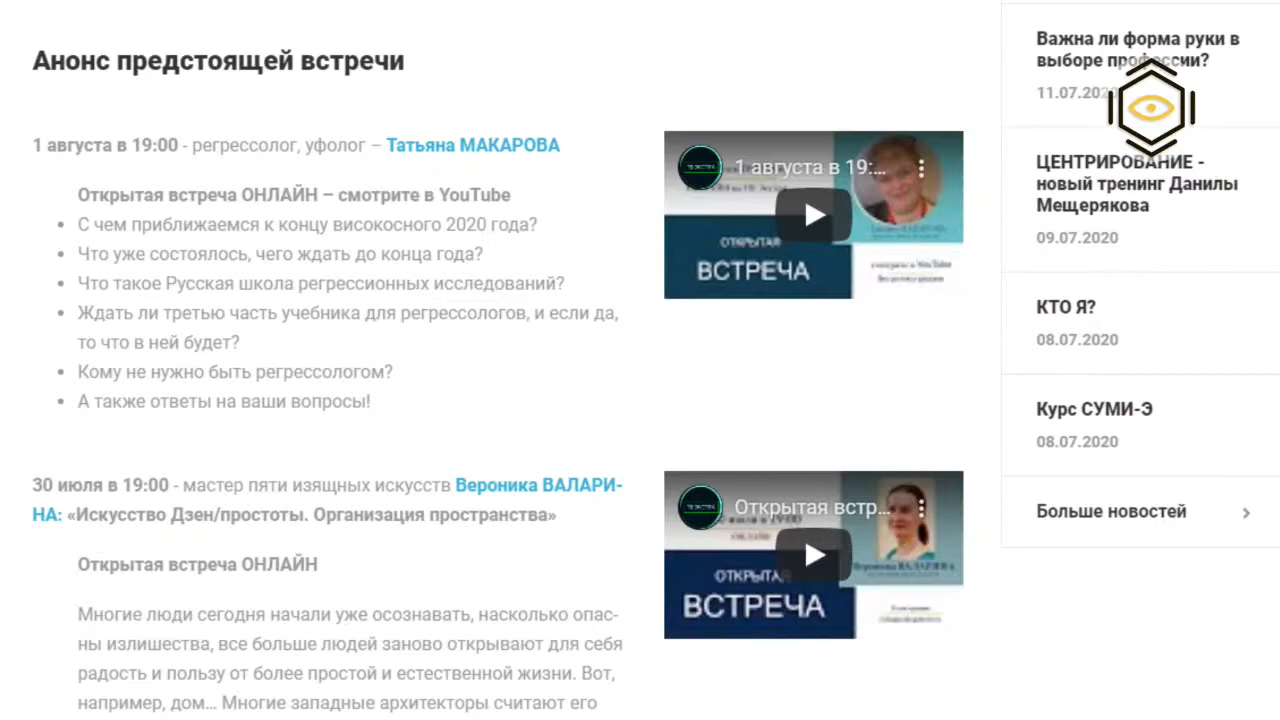 Анонс предстоящей встречи
1 августа в 19:00 - регрессолог, уфолог – Татьяна МАКАРОВА
Открытая встреча ОНЛАЙН – смотрите в YouTube
• С чем приближаемся к концу високосного 2020 года?
• Что уже состоялось, чего ждать до конца года?
• Что такое Русская школа регрессионных исследований?
• Ждать ли третью часть учебника для регрессологов, и если да,
то что в ней будет?
• Кому не нужно быть регрессологом?
• А также ответы на ваши вопросы!
1 августа в 19:...
ОТКРЫТАЯ
ВСТРЕЧА
смотрите в YouTube
30 июля в 19:00 - мастер пяти изящных искусств Вероника ВАЛАРИ-
НА: «Искусство Дзен/простоты. Организация пространства»
Открытая встреча ОНЛАЙН
Многие люди сегодня начали уже осознавать, насколько опас-
ны излишества, все больше людей заново открывают для себя
радость и пользу от более простой и естественной жизни. Вот,
например, дом... Многие западные архитекторы считают его
Открытая встр...
ОТКРЫТАЯ
ВСТРЕЧА
Важна ли форма руки в
выборе профессии?
11.07.2020
ЦЕНТРИРОВАНИЕ -
новый тренинг Данилы
Мещерякова
09.07.2020
КТО Я?
08.07.2020
Курс СУМИ-Э
08.07.2020
Больше новостей